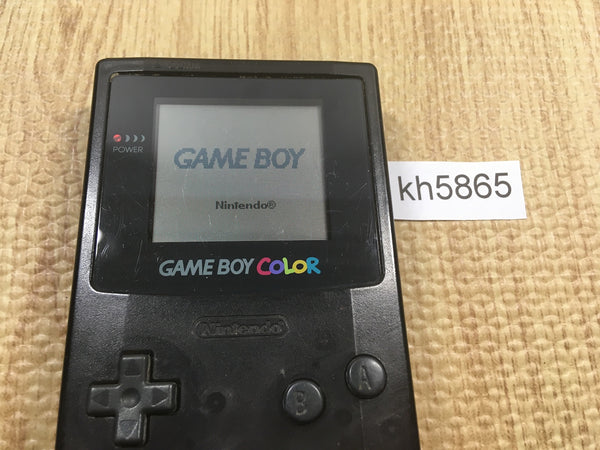 POWER
GAME BOY
Nintendo®
GAME BOY COLOR
Nintendo
B
A
kh5865